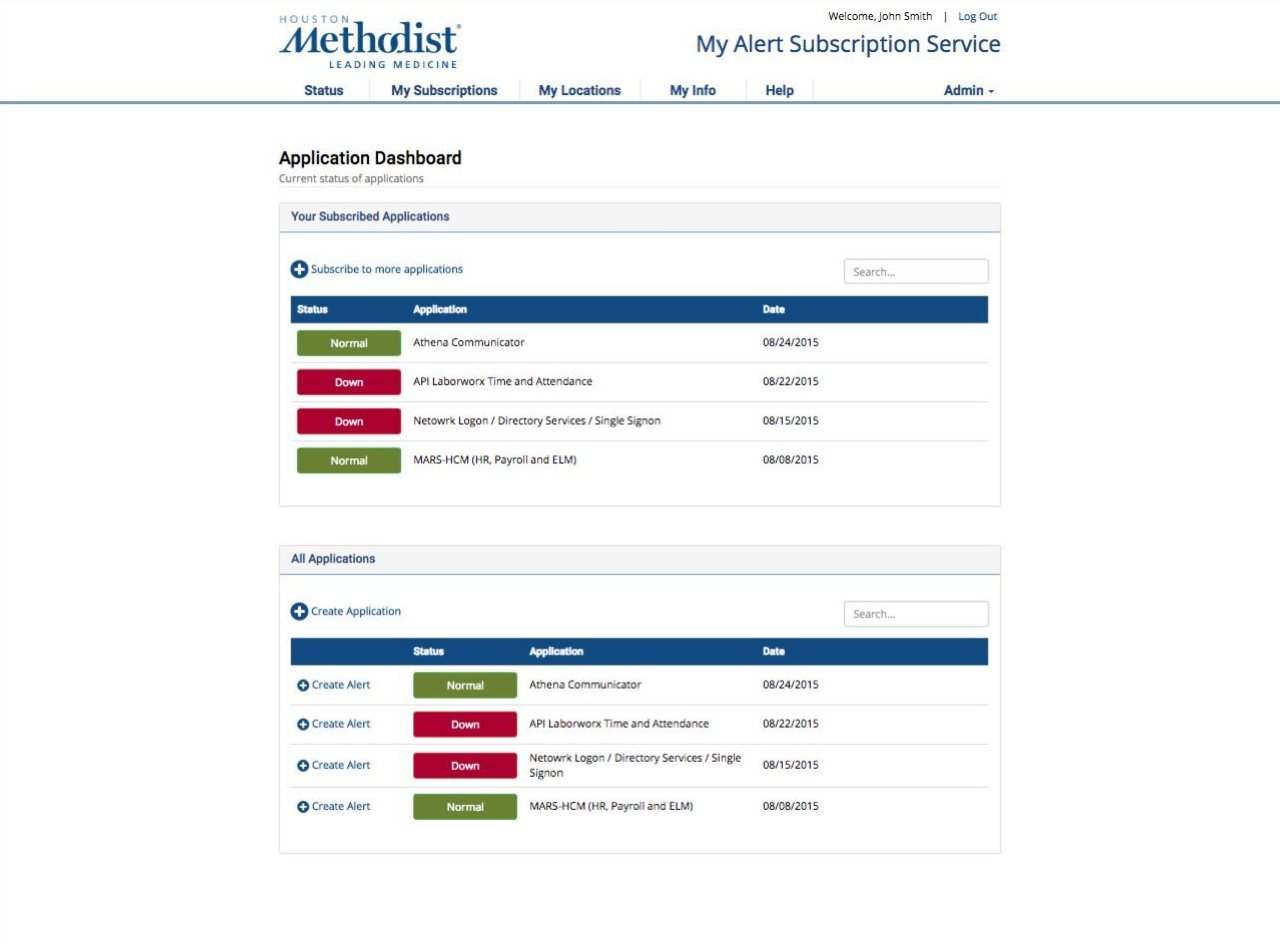 HOUSTON
Methodist®
LEADING MEDICINE
Welcome, John Smith | Log Out
My Alert Subscription Service
Status My Subscriptions My Locations My Info Help Admin
Application Dashboard
Current status of applications
Your Subscribed Applications
Subscribe to more applications Search...
Status Application Date
Normal Athena Communicator 08/24/2015
Down API Laborworx Time and Attendance 08/22/2015
Down Netowrk Logon / Directory Services / Single Signon 08/15/2015
Normal MARS-HCM (HR, Payroll and ELM) 08/08/2015
All Applications
Create Application Search...
Status Application Date
Create Alert Normal Athena Communicator 08/24/2015
Create Alert Down API Laborworx Time and Attendance 08/22/2015
Create Alert Down Netowrk Logon / Directory Services / Single
Signon 08/15/2015
Create Alert Normal MARS-HCM (HR, Payroll and ELM) 08/08/2015